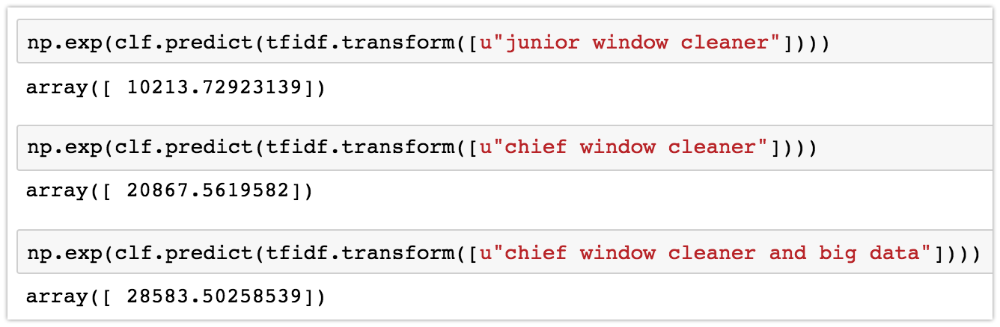 np.exp(clf.predict(tfidf.transform([u"junior window cleaner"])))
array([ 10213.72923139])
np.exp(clf.predict(tfidf.transform([u"chief window cleaner"])))
array([ 20867.5619582])
np.exp(clf.predict(tfidf.transform([u"chief window cleaner and big data"])))
array([ 28583.50258539])